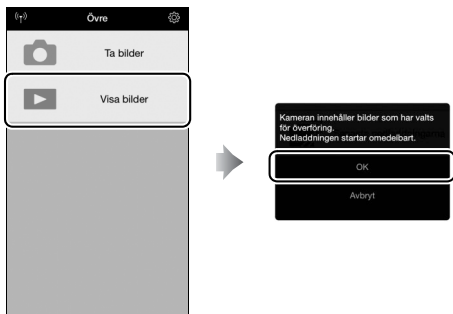 Övre
Ta bilder
Visa bilder
Kameran innehåller bilder som har valts
för överföring.
Nedladdningen startar omedelbart.
OK
Avbryt